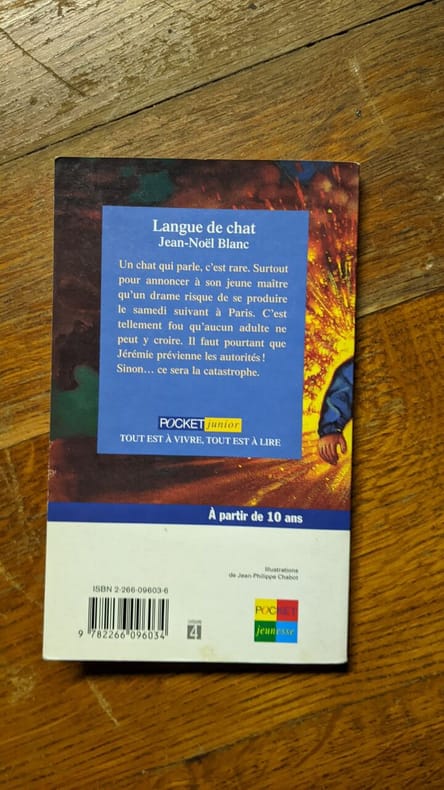 Langue de chat
Jean-Noël Blanc
Un chat qui parle, c'est rare. Surtout
pour annoncer à son jeune maître
qu'un drame risque de se produire
le samedi suivant à Paris. C'est
tellement fou qu'aucun adulte ne
peut y croire. Il faut pourtant que
Jérémie prévienne les autorités !
Sinon… ce sera la catastrophe.
POCKET junior
TOUT EST À VIVRE, TOUT EST À LIRE
À partir de 10 ans
Illustrations
de Jean-Philippe Chabot
ISBN 2-266-09603-6
9 782266 096034
4
POCKET
jeunesse